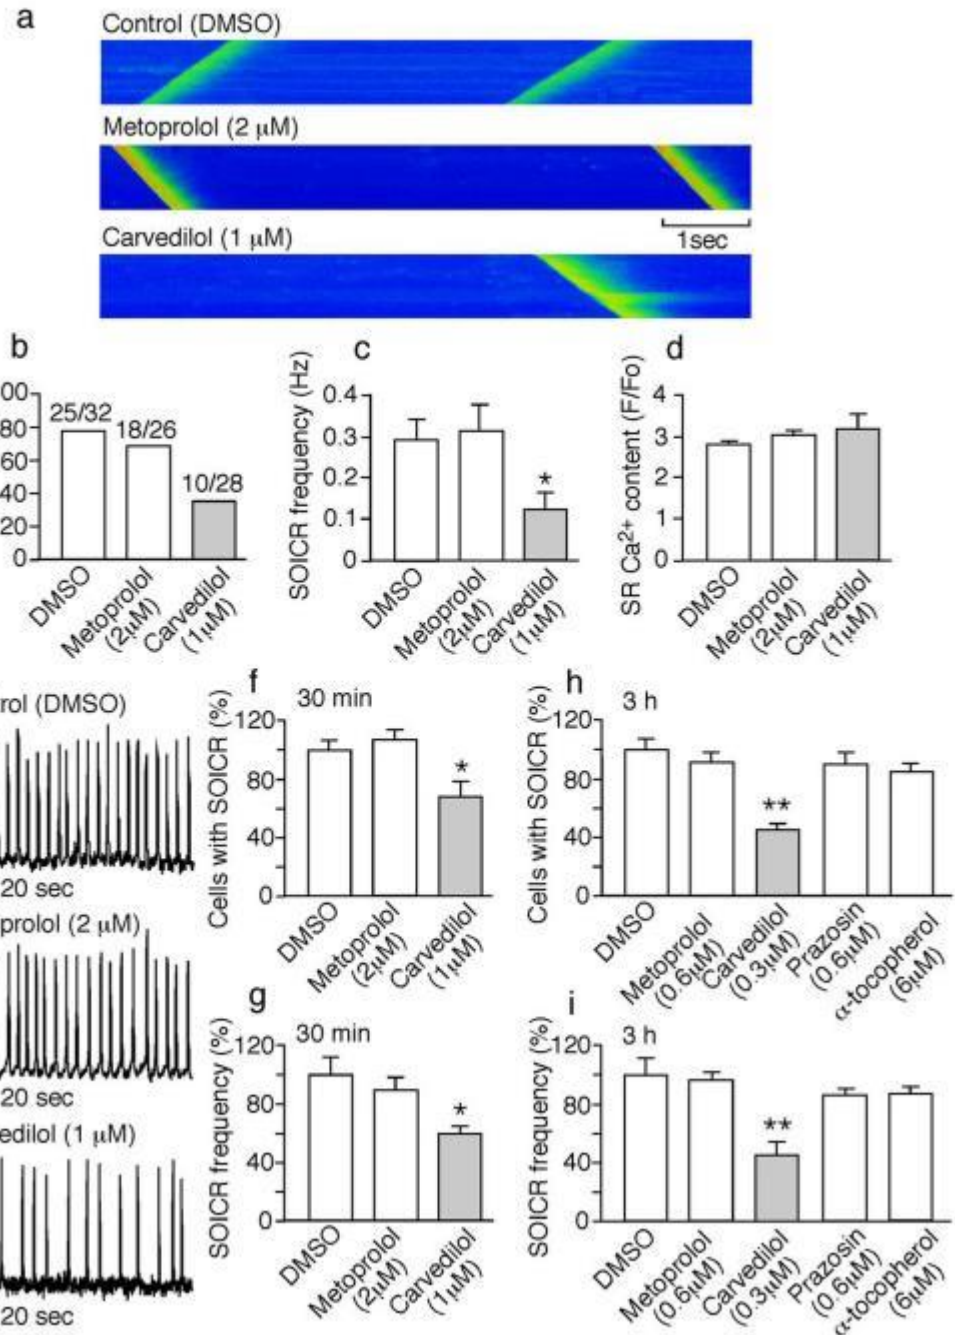 a
Control (DMSO)
Metoprolol (2 µM)
1sec
Carvedilol (1 µM)
b
00
80
60
40
20
0
25/32
18/26
10/28
DMSO
Metoprolol
(2µM)
Carvedilol
(1µM)
c
SOICR frequency (Hz)
0.4
0.3
0.2
0.1
0
*
DMSO
Metoprolol
(2µM)
Carvedilol
(1µM)
d
SR Ca²⁺ content (F/Fo)
4
3
2
1
0
DMSO
Metoprolol
(2µM)
Carvedilol
(1µM)
rol (DMSO)
20 sec
prolol (2 µM)
20 sec
edilol (1 µM)
20 sec
f
30 min
Cells with SOICR (%)
120
80
40
0
*
DMSO
Metoprolol
(2µM)
Carvedilol
(1µM)
h
3 h
Cells with SOICR (%)
120
80
40
0
**
DMSO
Metoprolol
(0.6µM)
Carvedilol
(0.3µM)
Prazosin
(0.6µM)
α-tocopherol
(6µM)
g
30 min
SOICR frequency (%)
120
80
40
0
*
DMSO
Metoprolol
(2µM)
Carvedilol
(1µM)
i
3 h
SOICR frequency (%)
120
80
40
0
**
DMSO
Metoprolol
(0.6µM)
Carvedilol
(0.3µM)
Prazosin
(0.6µM)
α-tocopherol
(6µM)